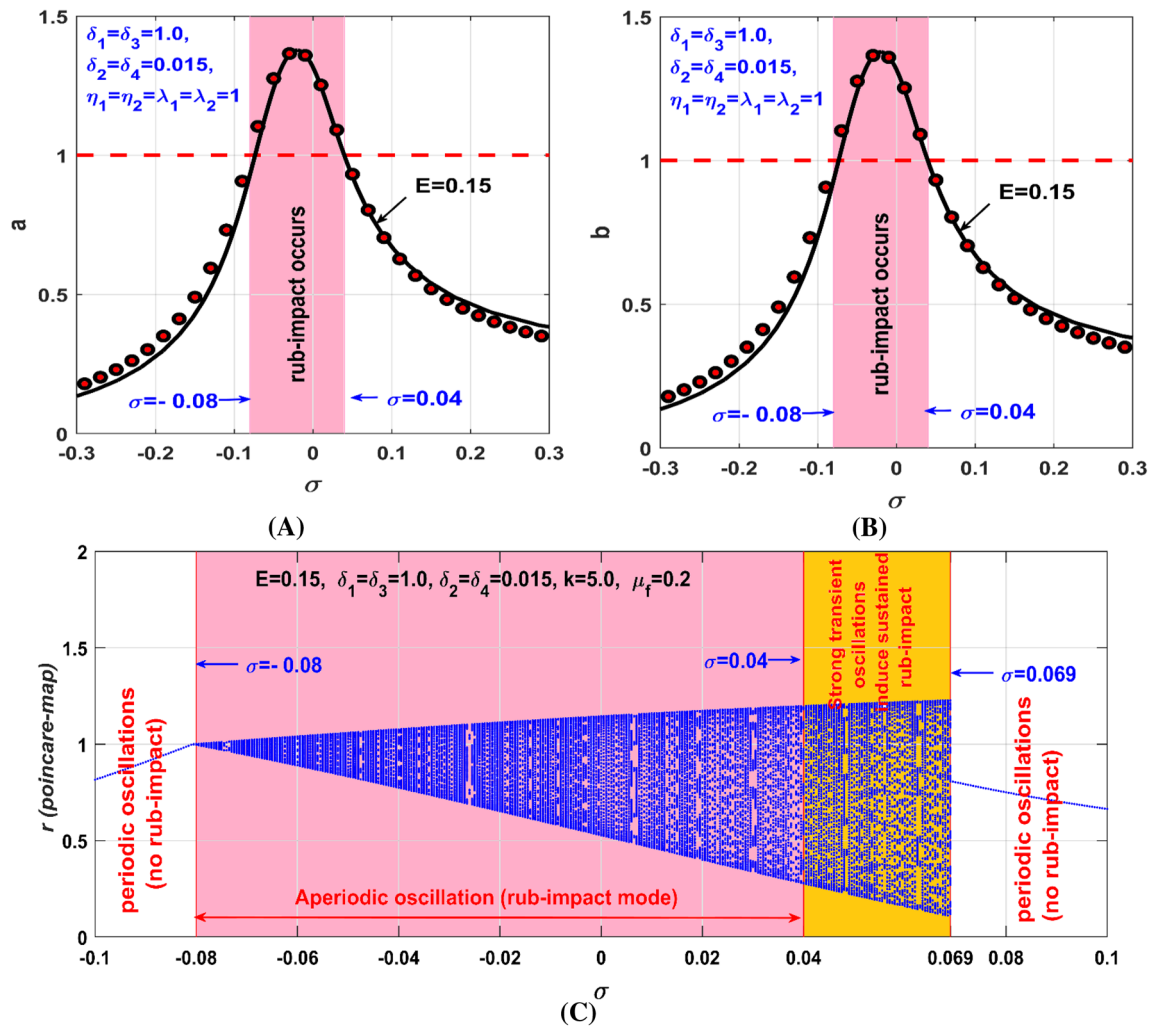 1.5
δ1=δ3=1.0,
δ2=δ4=0.015,
η1=η2=λ1=λ2=1
1
E=0.15
a
rub-impact occurs
0.5
σ=- 0.08
σ=0.04
0
-0.3 -0.2 -0.1 0 0.1 0.2 0.3
σ
(A)
1.5
δ1=δ3=1.0,
δ2=δ4=0.015,
η1=η2=λ1=λ2=1
1
E=0.15
b
rub-impact occurs
0.5
σ=- 0.08
σ=0.04
0
-0.3 -0.2 -0.1 0 0.1 0.2 0.3
σ
(B)
2
E=0.15, δ1=δ3=1.0, δ2=δ4=0.015, k=5.0, μf=0.2
Strong transient
oscillations
induce sustained
rub-impact
1.5
σ=- 0.08
σ=0.04
σ=0.069
r (poincare-map)
periodic oscillations
(no rub-impact)
1
periodic oscillations
(no rub-impact)
0.5
Aperiodic oscillation (rub-impact mode)
0
-0.1 -0.08 -0.06 -0.04 -0.02 0 0.02 0.04 0.069 0.08 0.1
σ
(C)